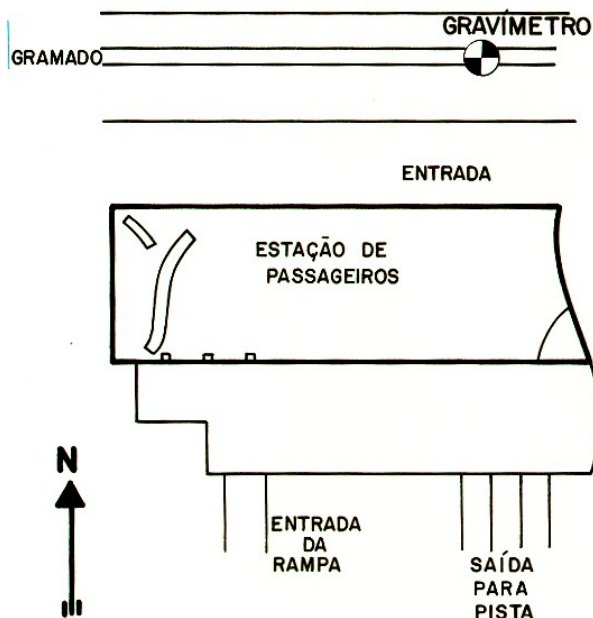 GRAVÍMETRO
GRAMADO
ENTRADA
ESTAÇÃO DE
PASSAGEIROS
N
ENTRADA
DA
RAMPA
SAÍDA
PARA
PISTA